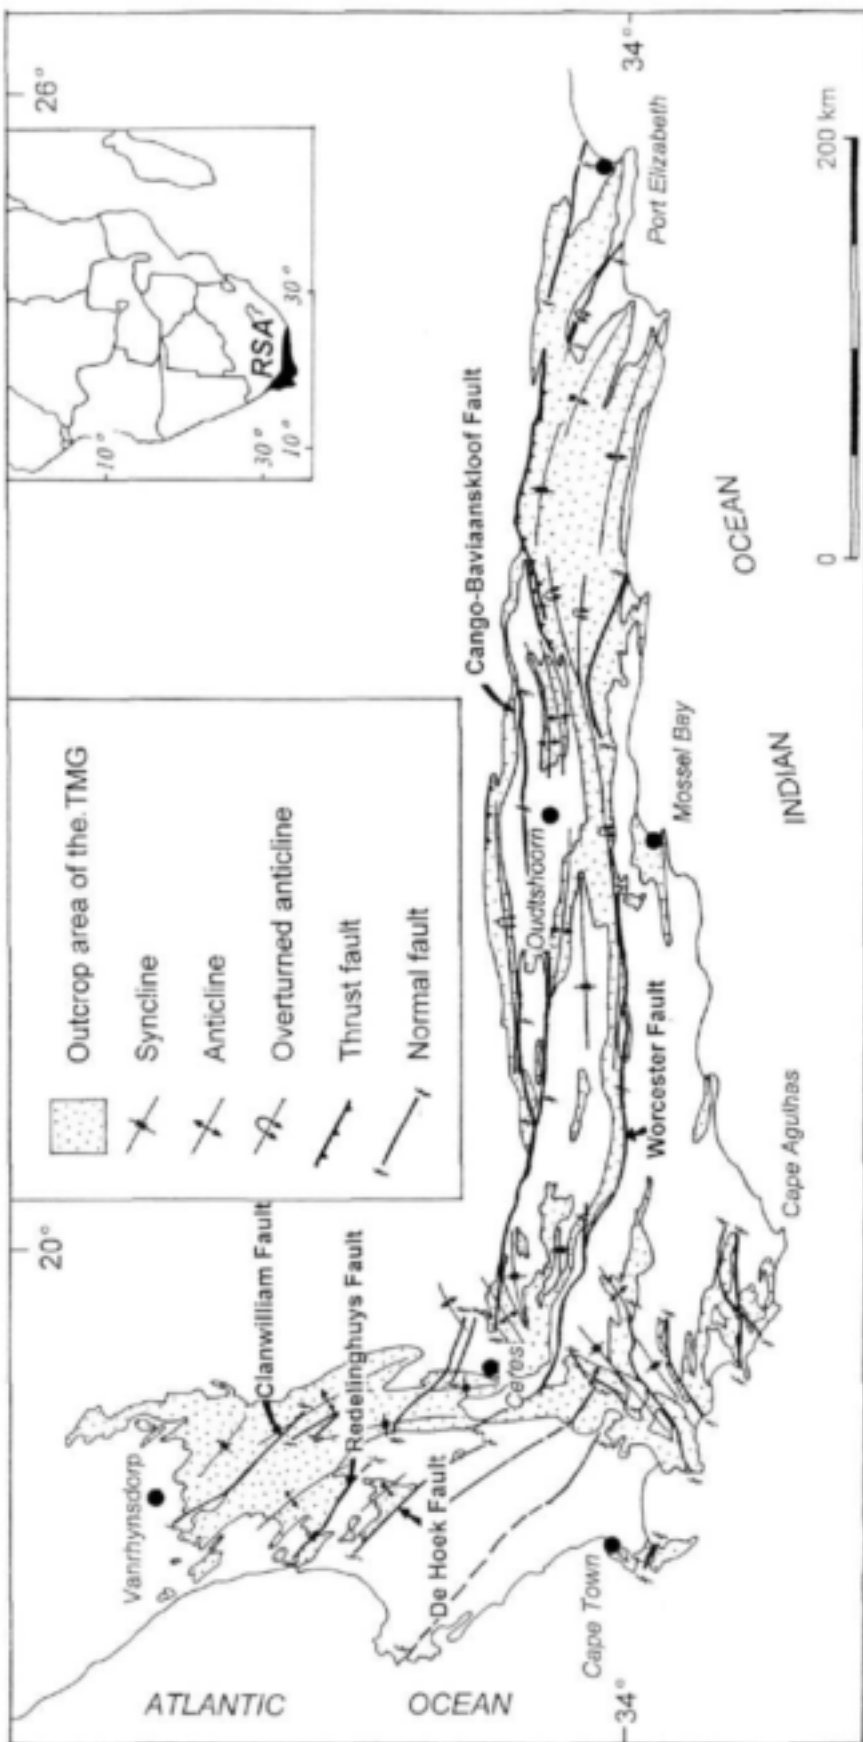 20°
26°
Vanrhynsdorp
Clanwilliam Fault
Redelinghuys Fault
De Hoek Fault
ATLANTIC OCEAN
Ceres
Cape Town
34°
Outcrop area of the. TMG
Syncline
Anticline
Overturned anticline
Thrust fault
Normal fault
10°
30°
10°
30°
RSA
Cango-Baviaanskloof Fault
Oudtshoorn
Worcester Fault
Mossel Bay
Cape Agulhas
Port Elizabeth
34°
INDIAN OCEAN
0 200 km